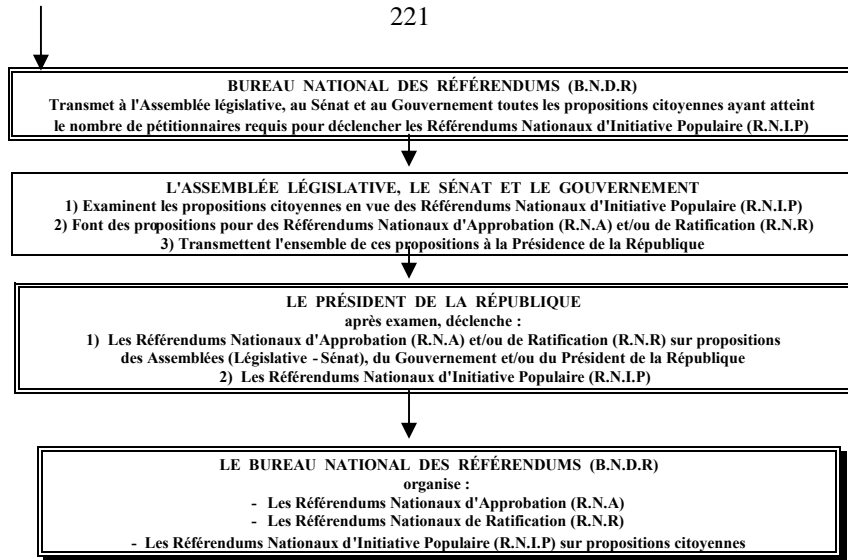 221
BUREAU NATIONAL DES RÉFÉRENDUMS (B.N.D.R)
Transmet à l'Assemblée législative, au Sénat et au Gouvernement toutes les propositions citoyennes ayant atteint
le nombre de pétitionnaires requis pour déclencher les Référendums Nationaux d'Initiative Populaire (R.N.I.P)
L'ASSEMBLÉE LÉGISLATIVE, LE SÉNAT ET LE GOUVERNEMENT
1) Examinent les propositions citoyennes en vue des Référendums Nationaux d'Initiative Populaire (R.N.I.P)
2) Font des propositions pour des Référendums Nationaux d'Approbation (R.N.A) et/ou de Ratification (R.N.R)
3) Transmettent l'ensemble de ces propositions à la Présidence de la République
LE PRÉSIDENT DE LA RÉPUBLIQUE
après examen, déclenche :
1) Les Référendums Nationaux d'Approbation (R.N.A) et/ou de Ratification (R.N.R) sur propositions
des Assemblées (Législative - Sénat), du Gouvernement et/ou du Président de la République
2) Les Référendums Nationaux d'Initiative Populaire (R.N.I.P)
LE BUREAU NATIONAL DES RÉFÉRENDUMS (B.N.D.R)
organise :
- Les Référendums Nationaux d'Approbation (R.N.A)
- Les Référendums Nationaux de Ratification (R.N.R)
- Les Référendums Nationaux d'Initiative Populaire (R.N.I.P) sur propositions citoyennes